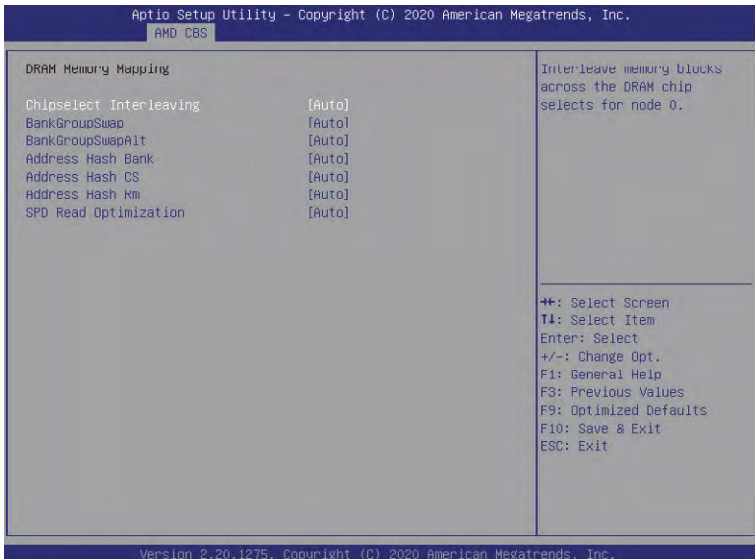 Aptio Setup Utility – Copyright (C) 2020 American Megatrends, Inc.
AMD CBS
DRAM Memory Mapping
Chipselect Interleaving [Auto]
BankGroupSwap [Auto]
BankGroupSwapAlt [Auto]
Address Hash Bank [Auto]
Address Hash CS [Auto]
Address Hash Rm [Auto]
SPD Read Optimization [Auto]
Interleave memory blocks
across the DRAM chip
selects for node 0.
→←: Select Screen
↑↓: Select Item
Enter: Select
+/-: Change Opt.
F1: General Help
F3: Previous Values
F9: Optimized Defaults
F10: Save & Exit
ESC: Exit
Version 2.20.1275. Copyright (C) 2020 American Megatrends, Inc.